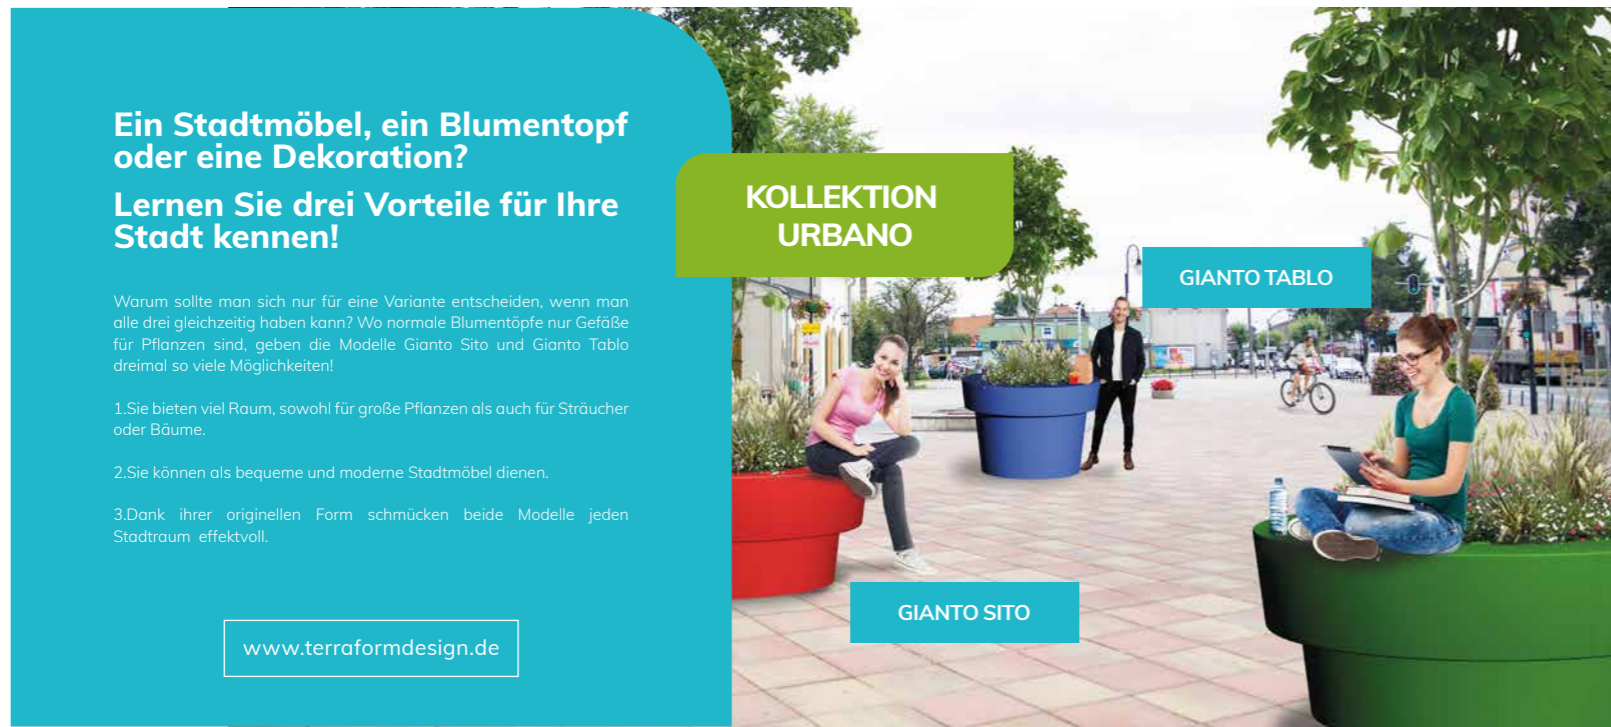 Ein Stadtmöbel, ein Blumentopf
oder eine Dekoration?
Lernen Sie drei Vorteile für Ihre
Stadt kennen!
Warum sollte man sich nur für eine Variante entscheiden, wenn man
alle drei gleichzeitig haben kann? Wo normale Blumentöpfe nur Gefäße
für Pflanzen sind, geben die Modelle Gianto Sito und Gianto Tablo
dreimal so viele Möglichkeiten!
1.Sie bieten viel Raum, sowohl für große Pflanzen als auch für Sträucher
oder Bäume.
2.Sie können als bequeme und moderne Stadtmöbel dienen.
3.Dank ihrer originellen Form schmücken beide Modelle jeden
Stadtraum effektvoll.
www.terraformdesign.de
KOLLEKTION
URBANO
GIANTO TABLO
GIANTO SITO